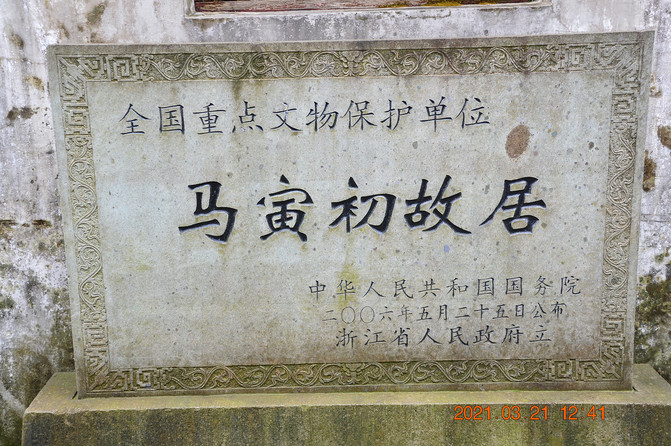 全国重点文物保护单位
马寅初故居
中华人民共和国国务院
二〇〇六年五月二十五日公布
浙江省人民政府立
2021.03.21 12:41